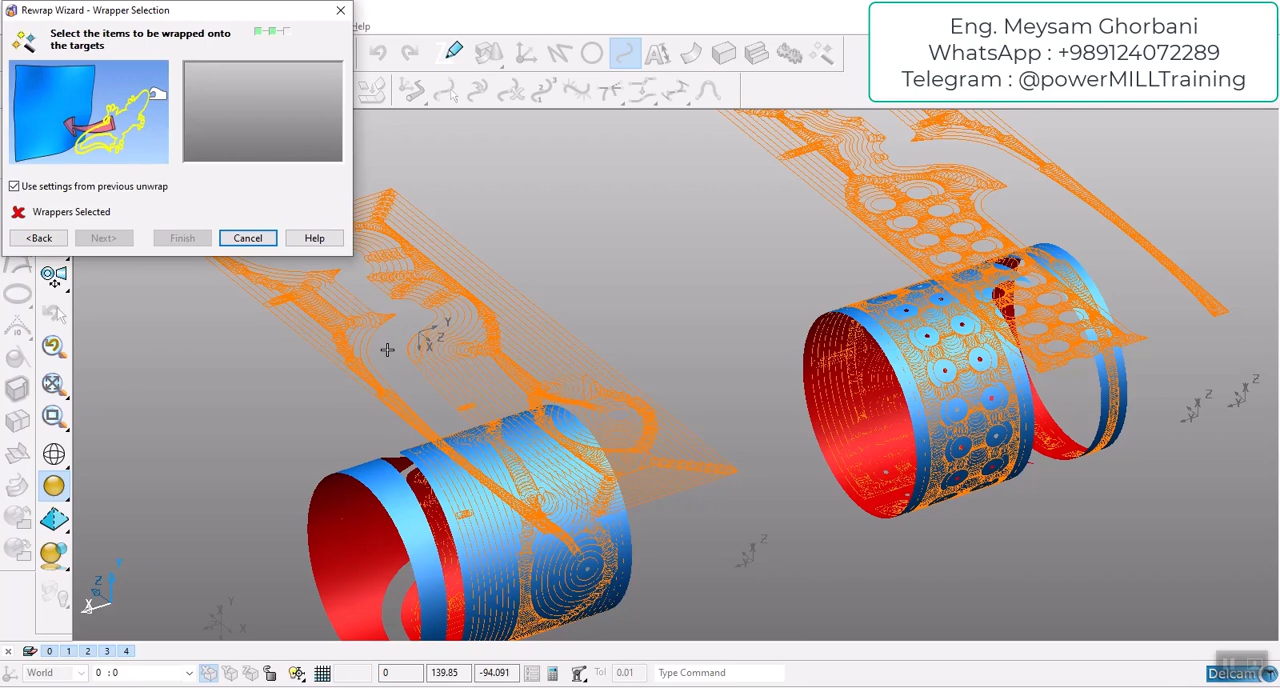 Rewrap Wizard - Wrapper Selection
Select the items to be wrapped onto
the targets
Use settings from previous unwrap
Wrappers Selected
<Back
Next>
Finish
Cancel
Help
Help
Eng. Meysam Ghorbani
WhatsApp : +989124072289
Telegram : @powerMILLTraining
Y
Z
X
Z
Z
Z
Y
X
Y
Z
X
10
0
1
2
3
4
World
0 : 0
0
139.85
-94.091
Tol
0.01
Type Command
Delcam